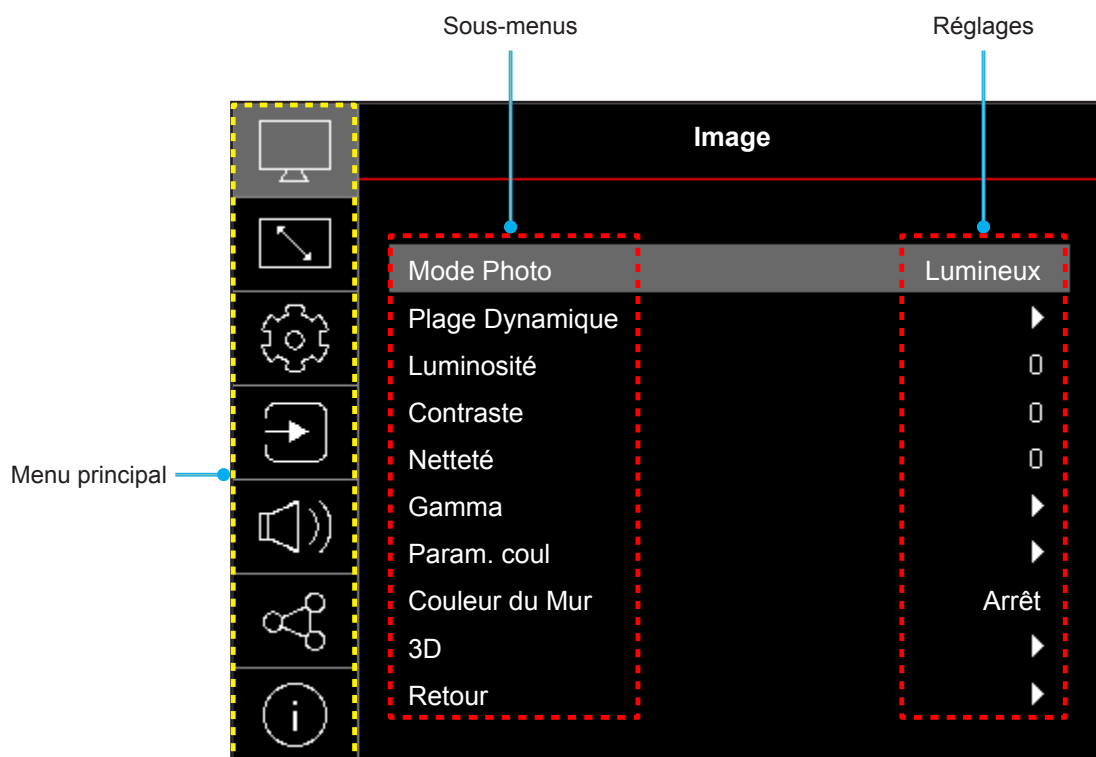 Sous-menus
Réglages
Image
Mode Photo Lumineux
Plage Dynamique
Luminosité 0
Contraste 0
Netteté 0
Menu principal
Gamma
Param. coul
Couleur du Mur Arrêt
3D
Retour
i